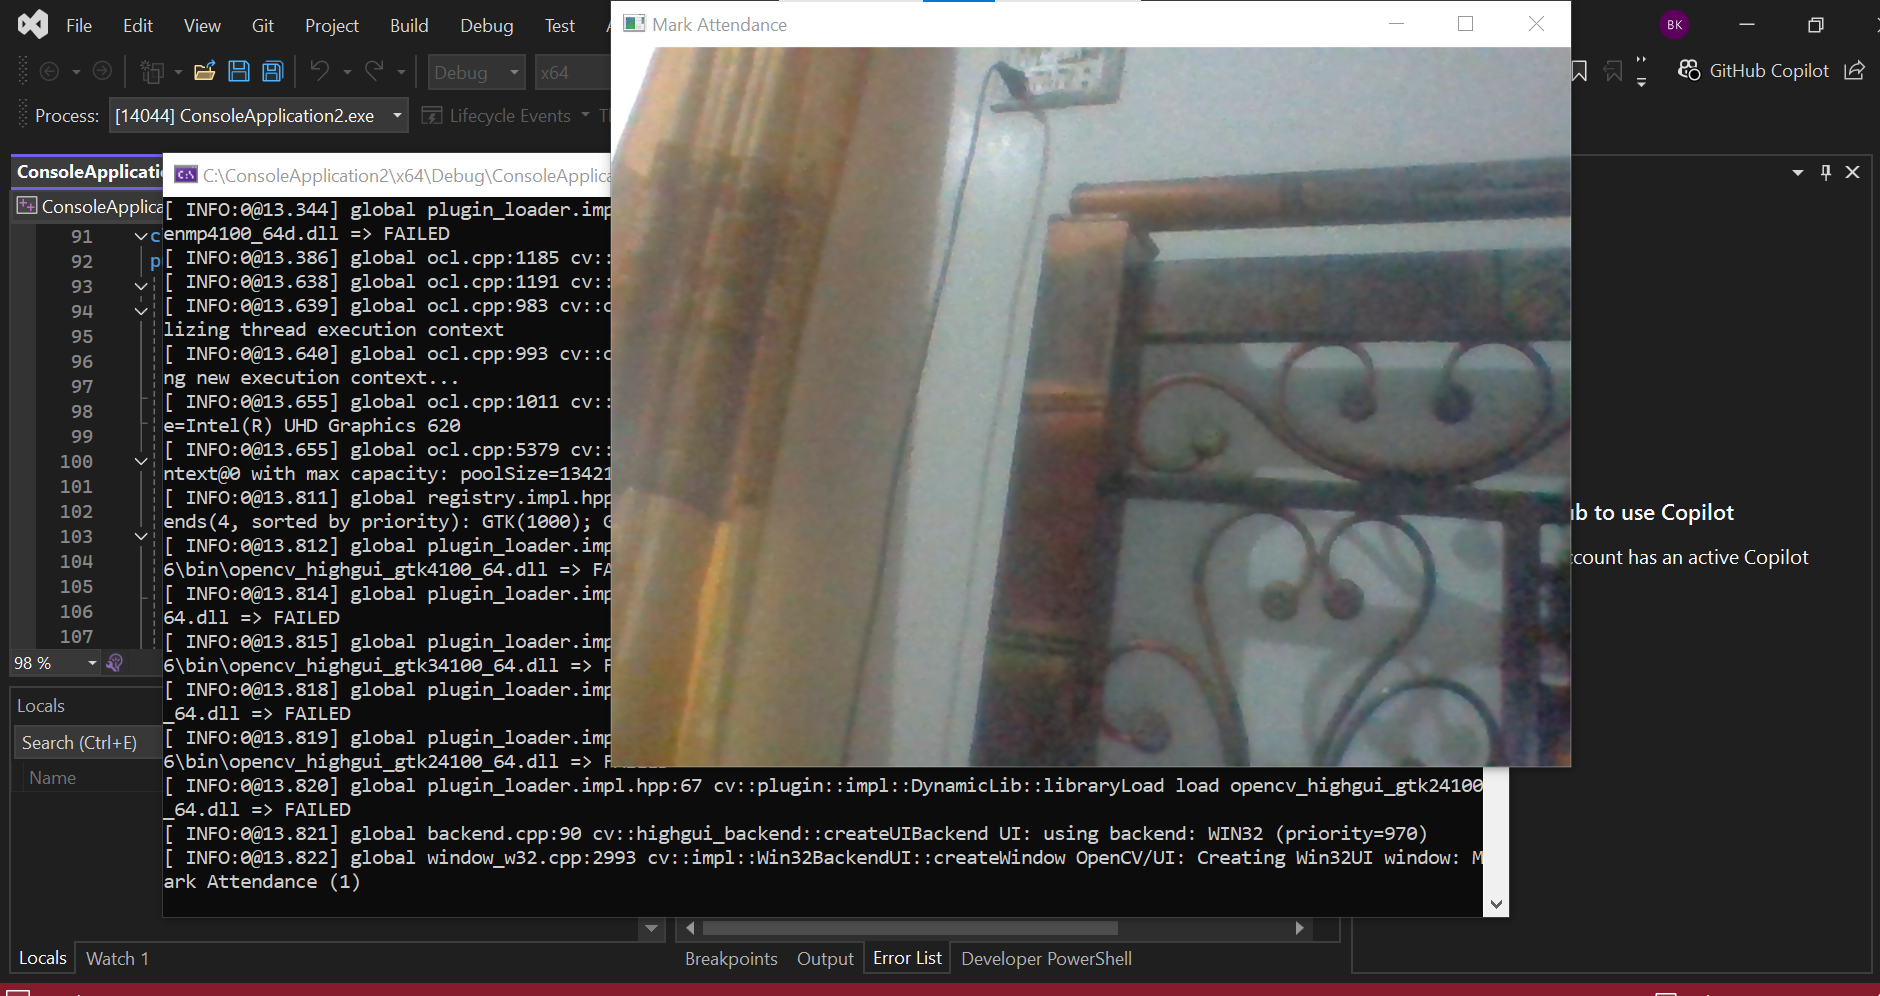 File Edit View Git Project Build Debug Test
Mark Attendance
BK
Debug x64
GitHub Copilot
Process: [14044] ConsoleApplication2.exe Lifecycle Events
C:\ConsoleApplication2\x64\Debug\ConsoleApplica
ConsoleApplicati
ConsoleApplica
91 c
92 p
93
94
95
96
97
98
99
100
101
102
103
104
105
106
107
98 %
[ INFO:0@13.344] global plugin_loader.imp
enmp4100_64d.dll => FAILED
[ INFO:0@13.386] global ocl.cpp:1185 cv::
[ INFO:0@13.638] global ocl.cpp:1191 cv::
[ INFO:0@13.639] global ocl.cpp:983 cv::c
lizing thread execution context
[ INFO:0@13.640] global ocl.cpp:993 cv::c
ng new execution context...
[ INFO:0@13.655] global ocl.cpp:1011 cv::
e=Intel(R) UHD Graphics 620
[ INFO:0@13.655] global ocl.cpp:5379 cv::
ntext@0 with max capacity: poolSize=13421
[ INFO:0@13.811] global registry.impl.hpp
ends(4, sorted by priority): GTK(1000); G
[ INFO:0@13.812] global plugin_loader.imp
6\bin\opencv_highgui_gtk4100_64.dll => FA
[ INFO:0@13.814] global plugin_loader.imp
64.dll => FAILED
[ INFO:0@13.815] global plugin_loader.imp
6\bin\opencv_highgui_gtk34100_64.dll => F
[ INFO:0@13.818] global plugin_loader.imp
_64.dll => FAILED
[ INFO:0@13.819] global plugin_loader.imp
6\bin\opencv_highgui_gtk24100_64.dll =>
[ INFO:0@13.820] global plugin_loader.impl.hpp:67 cv::plugin::impl::DynamicLib::libraryLoad load opencv_highgui_gtk24100
_64.dll => FAILED
[ INFO:0@13.821] global backend.cpp:90 cv::highgui_backend::createUIBackend UI: using backend: WIN32 (priority=970)
[ INFO:0@13.822] global window_w32.cpp:2993 cv::impl::Win32BackendUI::createWindow OpenCV/UI: Creating Win32UI window: M
ark Attendance (1)
ub to use Copilot
ccount has an active Copilot
Locals
Search (Ctrl+E)
Name
Locals Watch 1
Breakpoints Output Error List Developer PowerShell